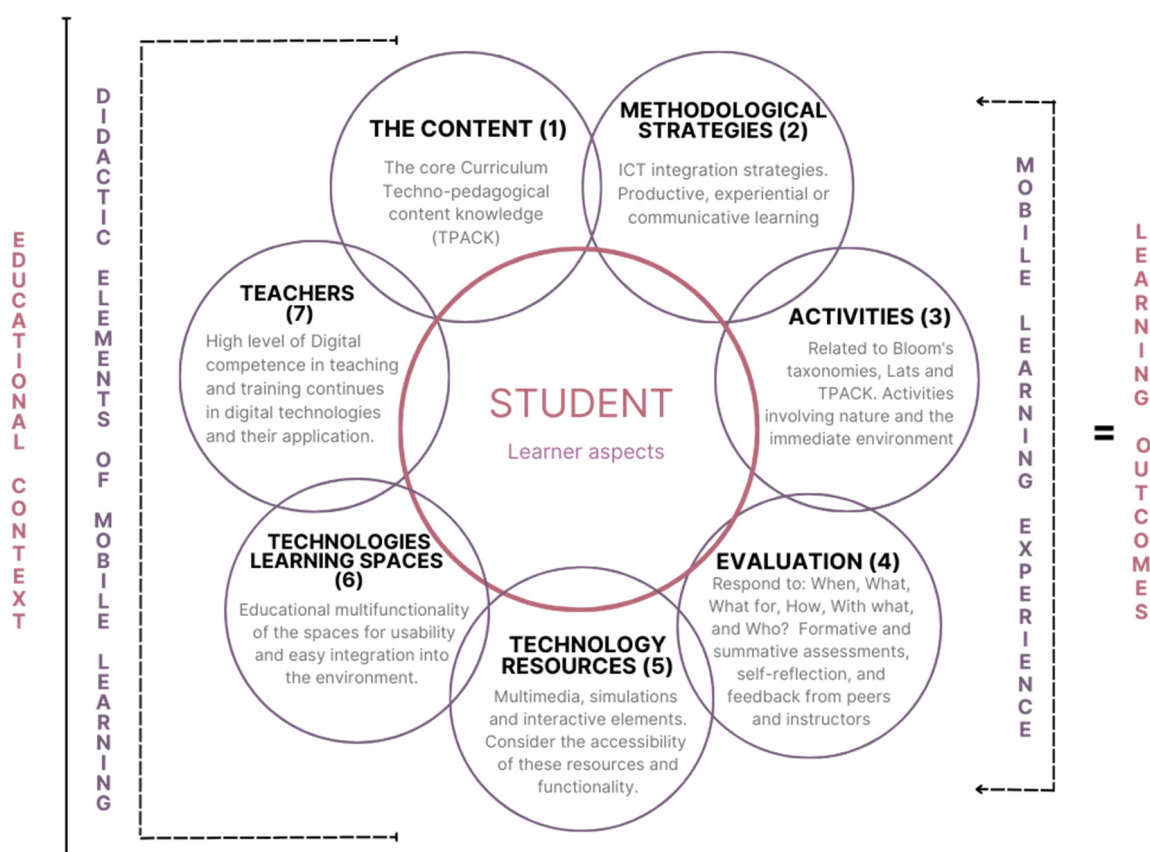 EDUCATIONAL CONTEXT
DIDACTIC ELEMENTS OF MOBILE LEARNING
THE CONTENT (1)
The core Curriculum
Techno-pedagogical
content knowledge
(TPACK)
METHODOLOGICAL
STRATEGIES (2)
ICT integration strategies.
Productive, experiential or
communicative learning
ACTIVITIES (3)
Related to Bloom's
taxonomies, Lats and
TPACK. Activities
involving nature and the
immediate environment
EVALUATION (4)
Respond to: When, What,
What for, How, With what,
and Who? Formative and
summative assessments,
self-reflection, and
feedback from peers
and instructors
TECHNOLOGY
RESOURCES (5)
Multimedia, simulations
and interactive elements.
Consider the accessibility
of these resources and
functionality.
TECHNOLOGIES
LEARNING SPACES
(6)
Educational multifunctionality
of the spaces for usability
and easy integration into
the environment.
TEACHERS
(7)
High level of Digital
competence in teaching
and training continues
in digital technologies
and their application.
STUDENT
Learner aspects
MOBILE LEARNING EXPERIENCE
=
LEARNING OUTCOMES